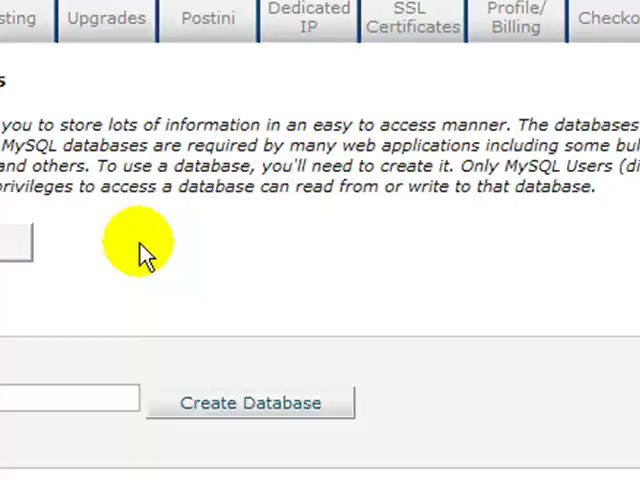 sting Upgrades Postini Dedicated IP SSL Certificates Profile/ Billing Checko
s
you to store lots of information in an easy to access manner. The databases
MySQL databases are required by many web applications including some bul
and others. To use a database, you'll need to create it. Only MySQL Users (di
rivileges to access a database can read from or write to that database.
Create Database